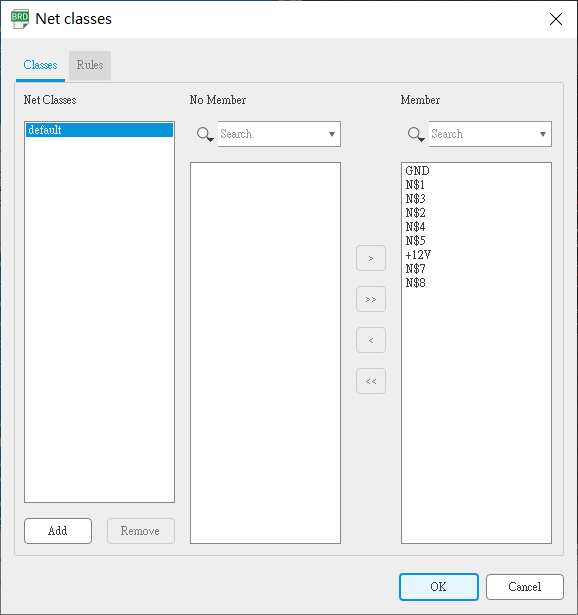 BRD
Net classes
Classes
Rules
Net Classes
No Member
Member
default
Search
Search
GND
N$1
N$3
N$2
N$4
N$5
+12V
N$7
N$8
>
>>
<
<<
Add
Remove
OK
Cancel